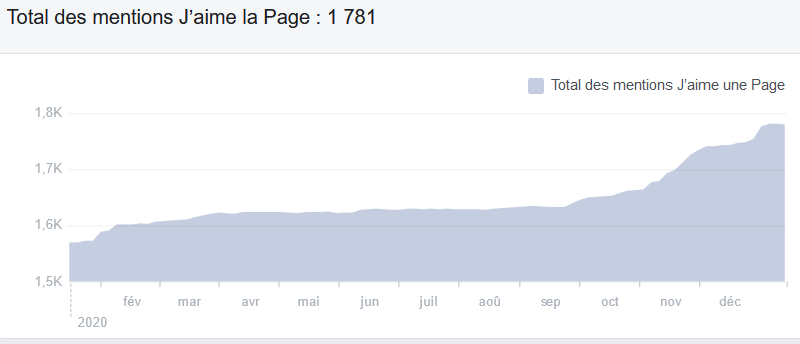 Total des mentions J’aime la Page : 1 781
Total des mentions J’aime une Page
1,8K
1,7K
1,6K
1,5K
fév mar avr mai jun juil aoû sep oct nov déc
2020